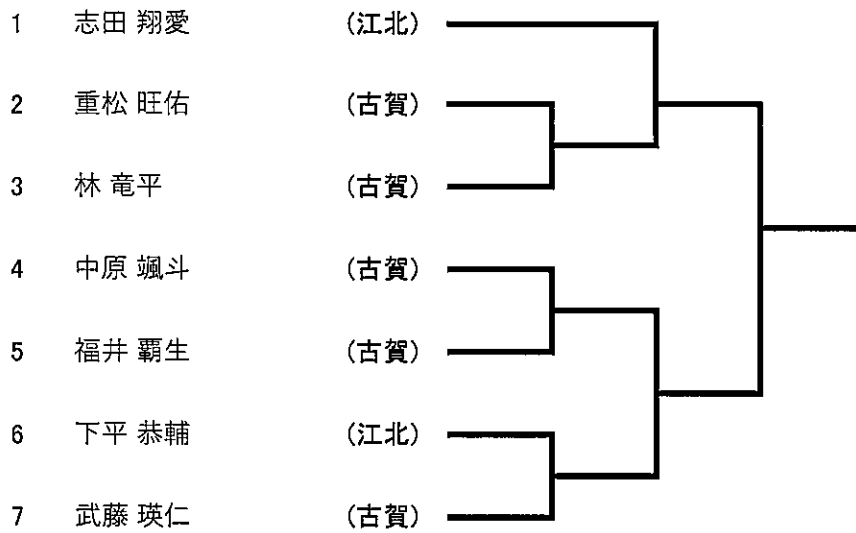 1 志田 翔愛 (江北)
2 重松 旺佑 (古賀)
3 林 竜平 (古賀)
4 中原 颯斗 (古賀)
5 福井 覇生 (古賀)
6 下平 恭輔 (江北)
7 武藤 瑛仁 (古賀)